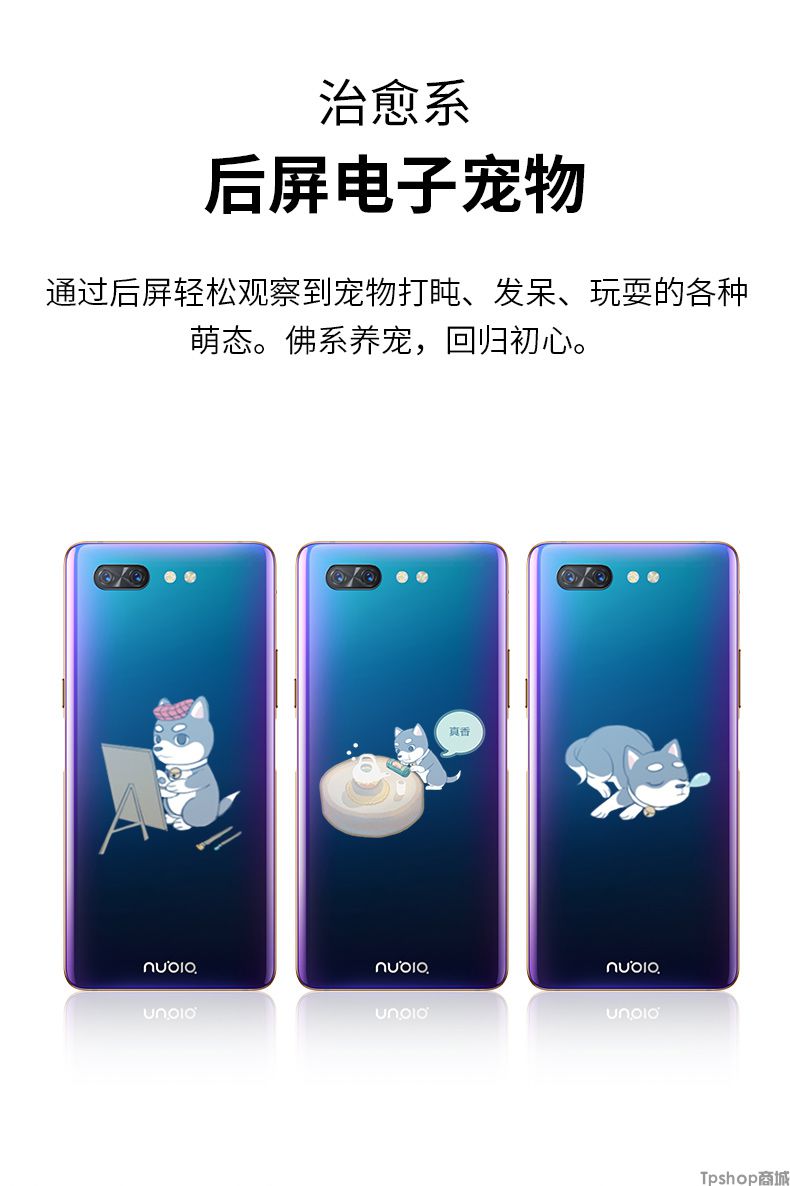 治愈系
后屏电子宠物
通过后屏轻松观察到宠物打盹、发呆、玩耍的各种
萌态。佛系养宠，回归初心。
真香
nubia
nubia
nubia
Tpshop商城